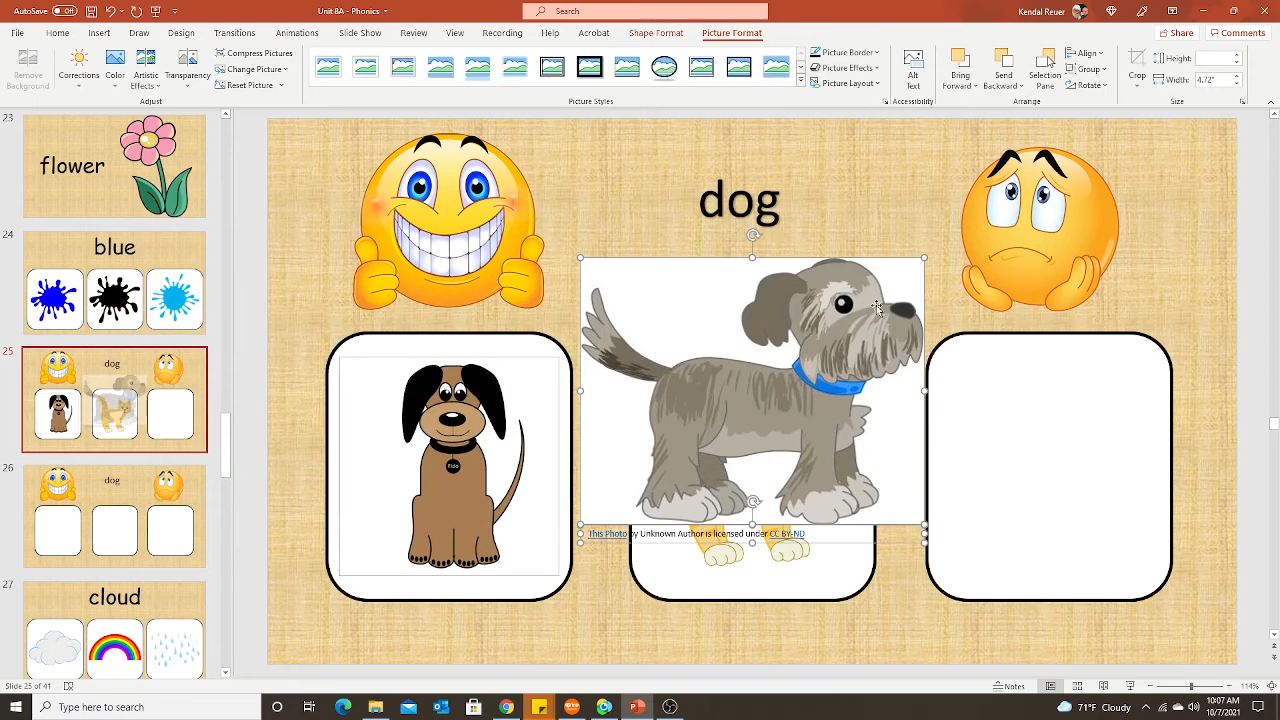 AutoSave Off Unit 8A - Phonics Search Kendal Reuer
File Home Insert Draw Design Transitions Animations Slide Show Review View Recording Help Acrobat Shape Format Picture Format Share Comments
Remove Background Corrections Color Artistic Effects Transparency Compress Pictures Change Picture Reset Picture
Picture Border Picture Effects Picture Layout Alt Text Bring Forward Send Backward Selection Pane Align Group Rotate Crop Height: Width: 4.72"
Adjust Picture Styles Accessibility Arrange Size
23
flower
24
blue
25
dog
26
dog
27
cloud
dog
Fido
This Photo by Unknown Author is licensed under CC BY-ND
Slide 25 of 41 Notes 114%
Type here to search 71°F Cloudy 10:07 AM
10/7/2021